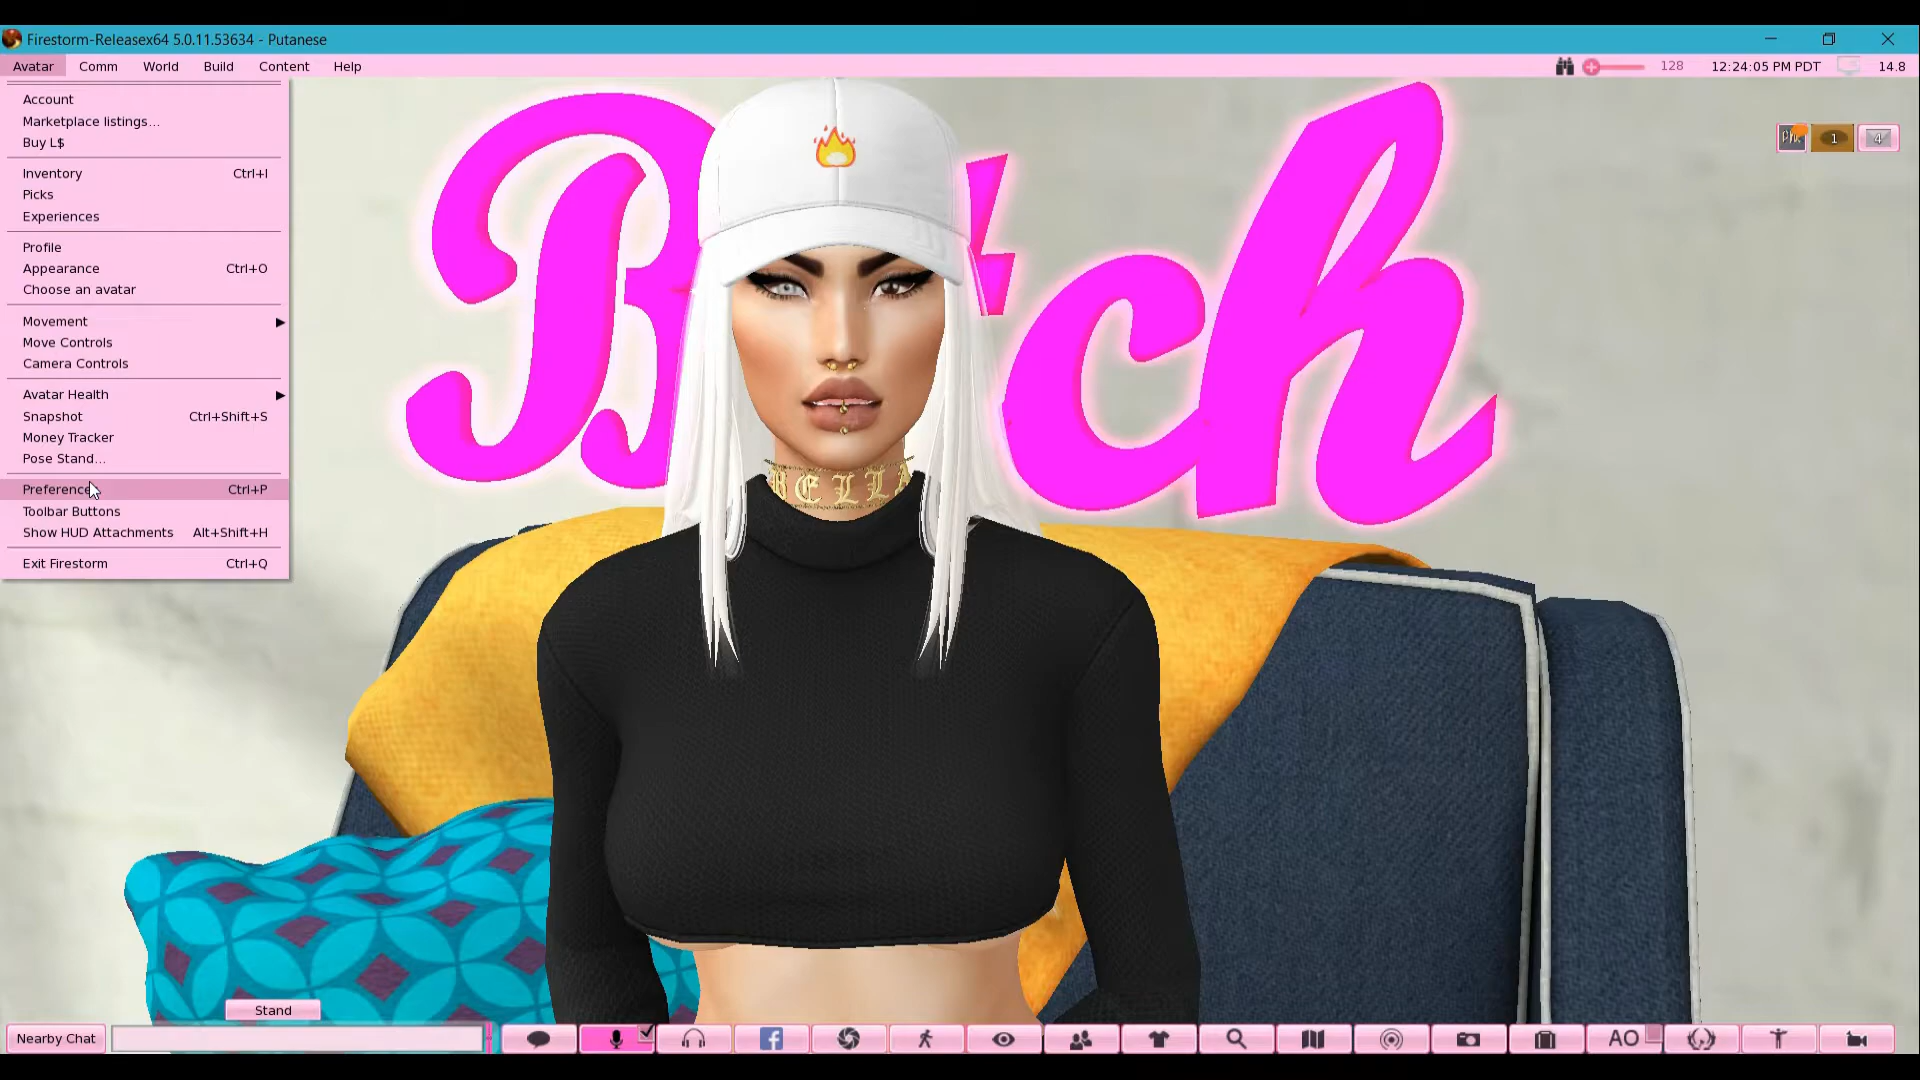 Firestorm-Releasex64 5.0.11.53634 - Putanese
Avatar Comm World Build Content Help
128 12:24:05 PM PDT 14.8
Account
Marketplace listings...
Buy L$
Inventory Ctrl+I
Picks
Experiences
Profile
Appearance Ctrl+O
Choose an avatar
Movement
Move Controls
Camera Controls
Avatar Health
Snapshot Ctrl+Shift+S
Money Tracker
Pose Stand...
Preference Ctrl+P
Toolbar Buttons
Show HUD Attachments Alt+Shift+H
Exit Firestorm Ctrl+Q
1 4
B tch
BELLA
Stand
Nearby Chat
AO